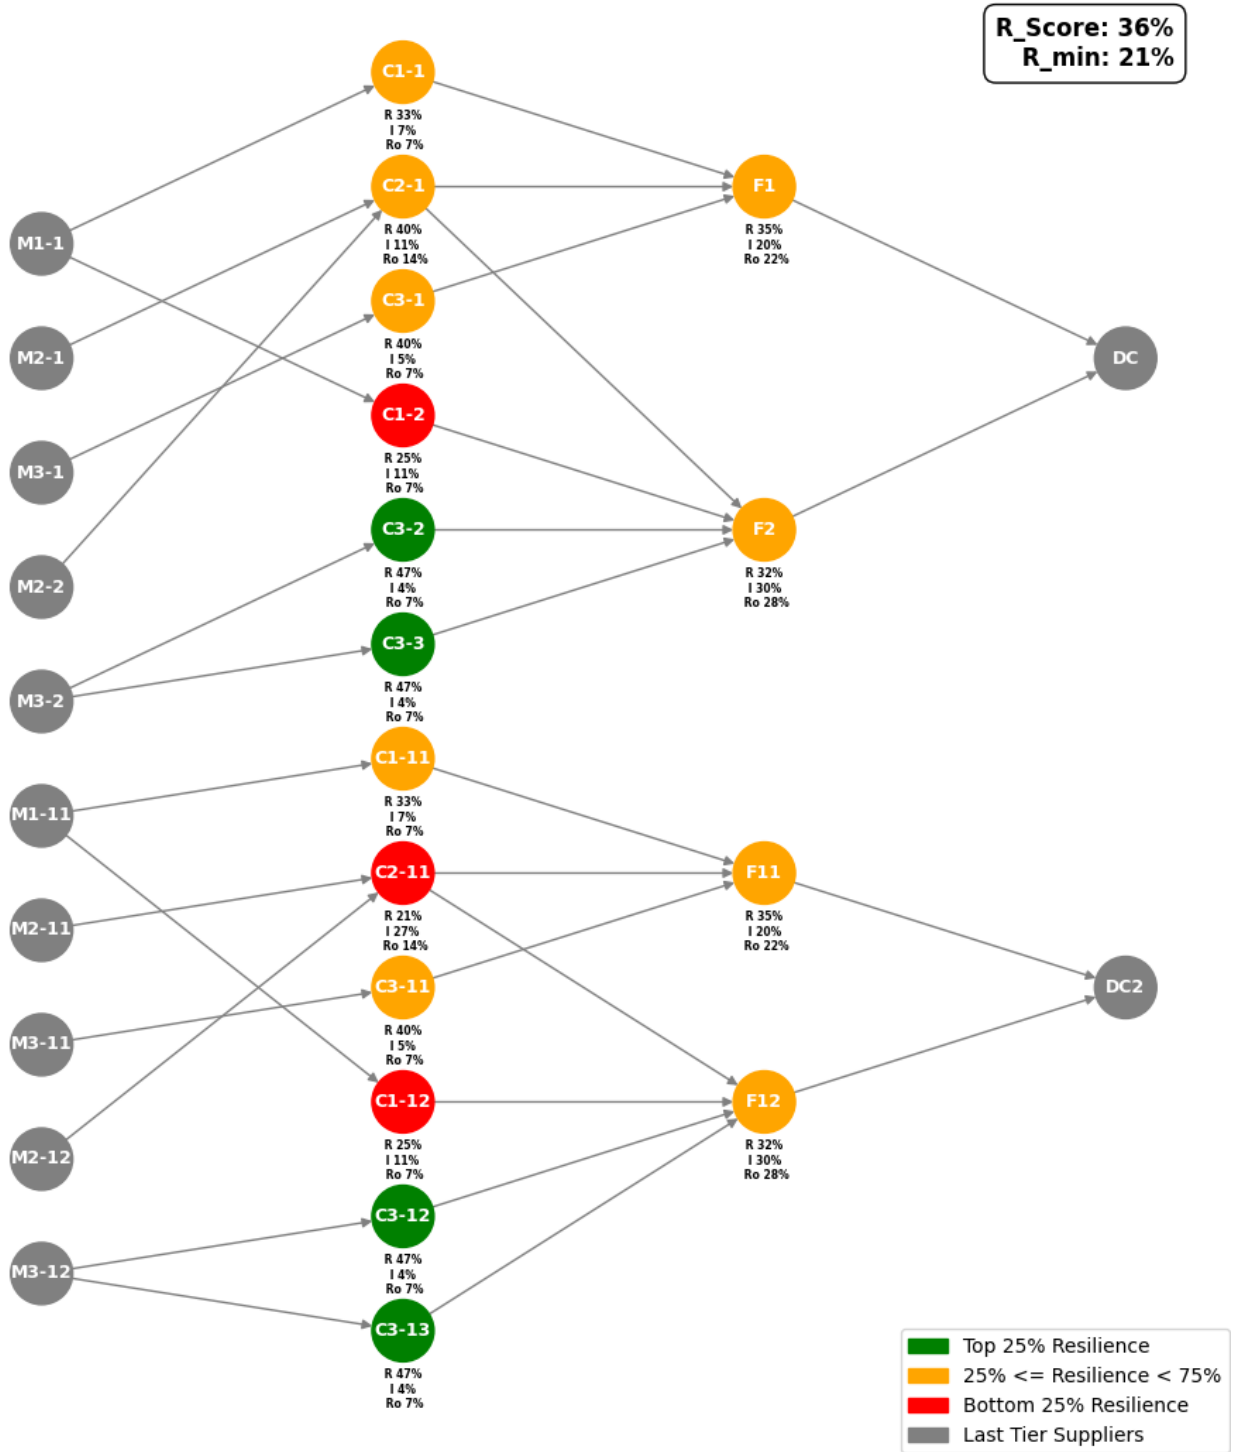 R_Score: 36%
R_min: 21%
C1-1
R 33%
I 7%
Ro 7%
C2-1
R 40%
I 11%
Ro 14%
F1
R 35%
I 20%
Ro 22%
M1-1
C3-1
R 40%
I 5%
Ro 7%
M2-1
DC
C1-2
R 25%
I 11%
Ro 7%
M3-1
C3-2
R 47%
I 4%
Ro 7%
F2
R 32%
I 30%
Ro 28%
M2-2
C3-3
R 47%
I 4%
Ro 7%
M3-2
C1-11
R 33%
I 7%
Ro 7%
M1-11
C2-11
R 21%
I 27%
Ro 14%
F11
R 35%
I 20%
Ro 22%
M2-11
C3-11
R 40%
I 5%
Ro 7%
DC2
M3-11
C1-12
R 25%
I 11%
Ro 7%
F12
R 32%
I 30%
Ro 28%
M2-12
C3-12
R 47%
I 4%
Ro 7%
M3-12
C3-13
R 47%
I 4%
Ro 7%
Top 25% Resilience
25% <= Resilience < 75%
Bottom 25% Resilience
Last Tier Suppliers